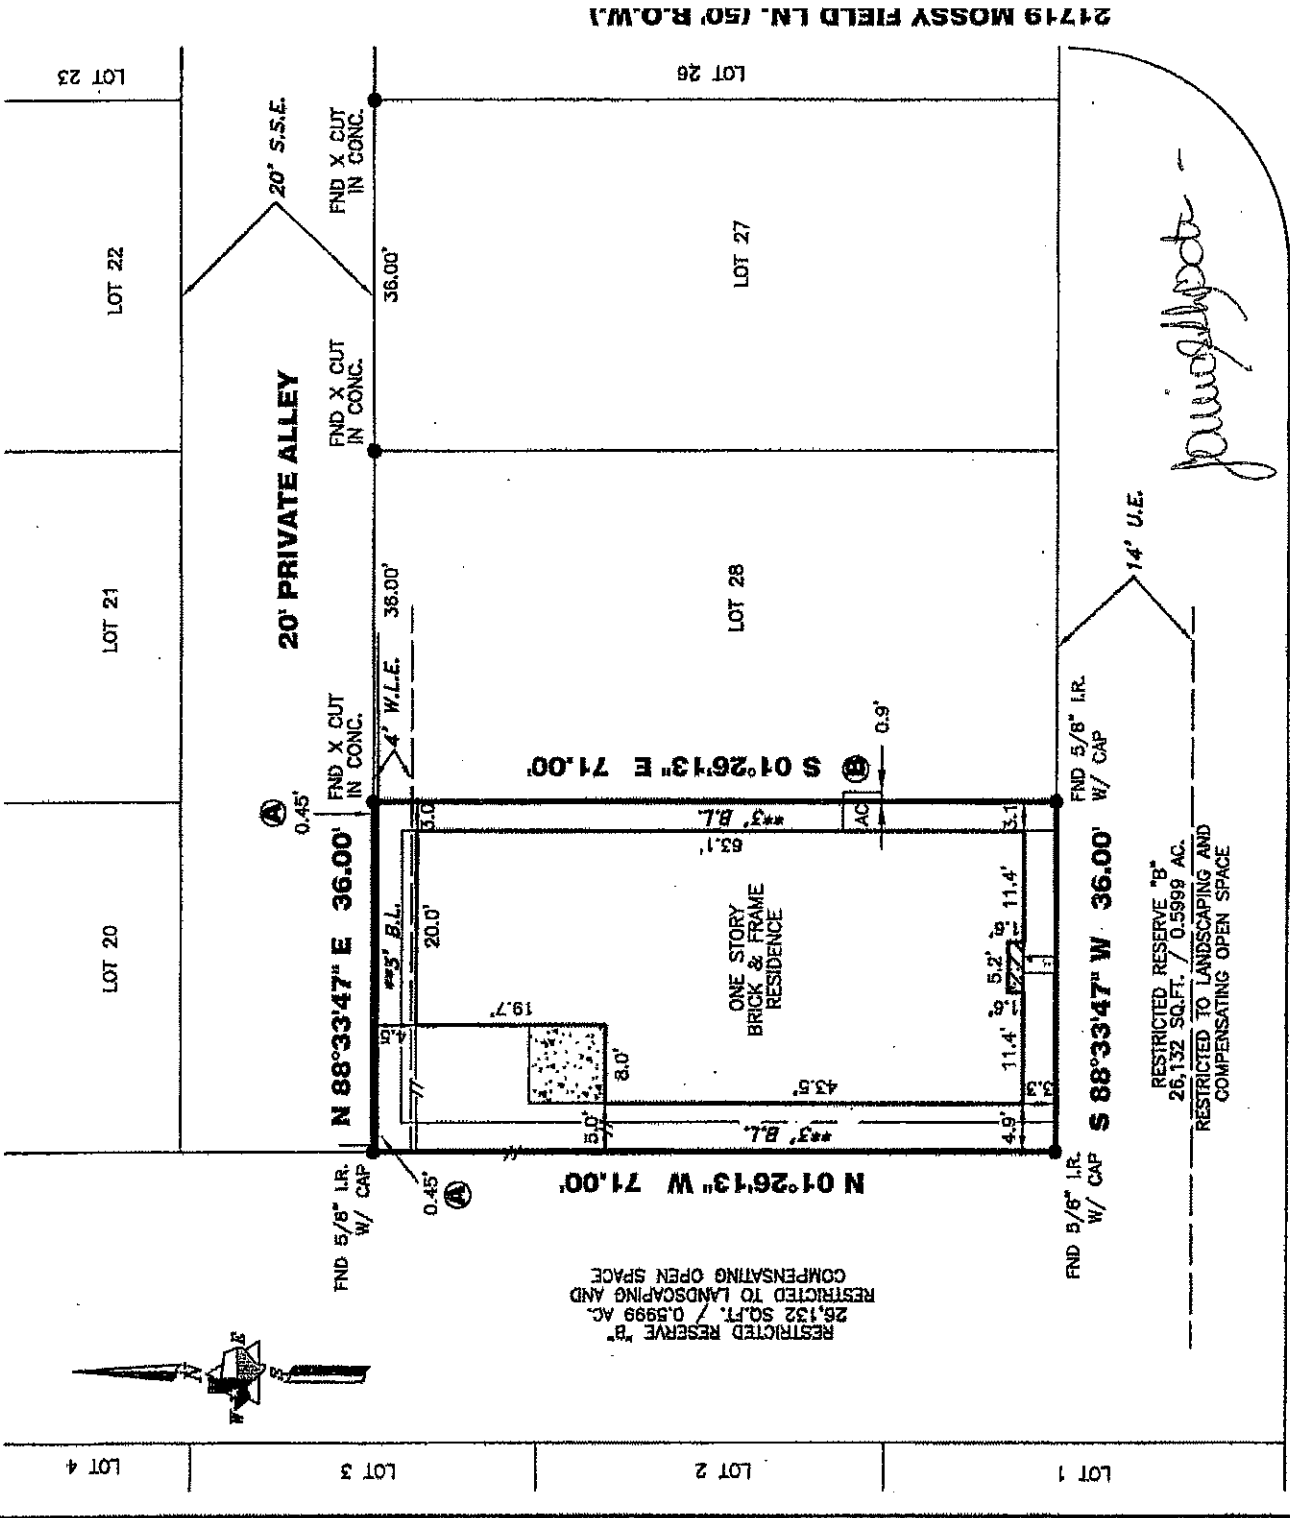 21719 MOSSY FIELD LN. (50' R.O.W.)
LOT 23
LOT 26
20' S.S.E.
FND X CUT
IN CONC.
LOT 22
36.00'
LOT 27
20' PRIVATE ALLEY
FND X CUT
IN CONC.
LOT 21
36.00'
LOT 28
14' U.E.
4' W.L.E.
FND X CUT
IN CONC.
A
0.45'
S 01°26'13" E 71.00'
B
0.9'
FND 5/8" I.R.
W/ CAP
LOT 20
N 88°33'47" E 36.00'
**3' B.L.
3.0'
20.0'
**3' B.L.
AC
63.1'
3.1'
ONE STORY
BRICK & FRAME
RESIDENCE
11.4'
1.6'
5.2'
1.6'
11.4'
S 88°33'47" W 36.00'
RESTRICTED RESERVE "B"
26,132 SQ.FT. / 0.5999 AC.
RESTRICTED TO LANDSCAPING AND
COMPENSATING OPEN SPACE
4.5'
19.7'
8.0'
43.5'
3.3'
5.0'
**3' B.L.
4.9'
FND 5/8" I.R.
W/ CAP
0.45'
A
N 01°26'13" W 71.00'
FND 5/8" I.R.
W/ CAP
RESTRICTED RESERVE "B"
26,132 SQ.FT. / 0.5999 AC.
RESTRICTED TO LANDSCAPING AND
COMPENSATING OPEN SPACE
N
E
S
W
LOT 4
LOT 3
LOT 2
LOT 1